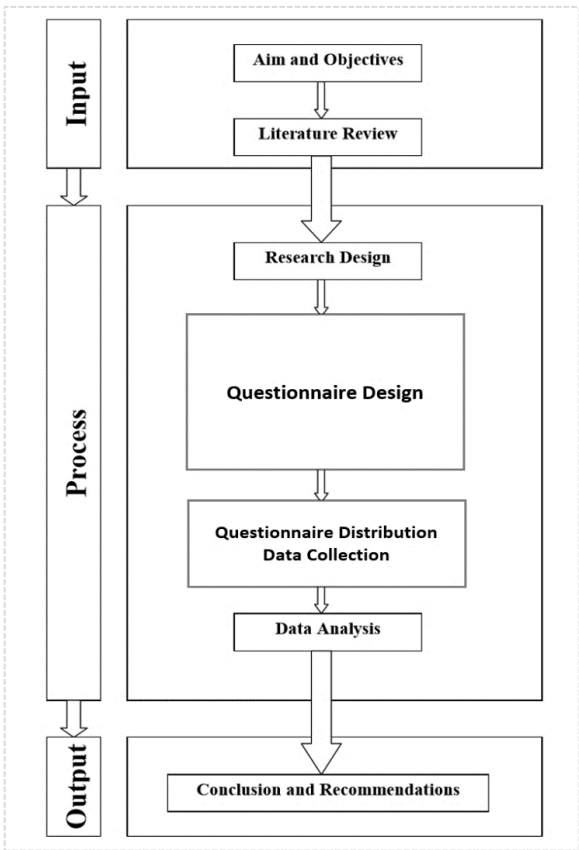 Input
Aim and Objectives
Literature Review
Process
Research Design
Questionnaire Design
Questionnaire Distribution
Data Collection
Data Analysis
Output
Conclusion and Recommendations